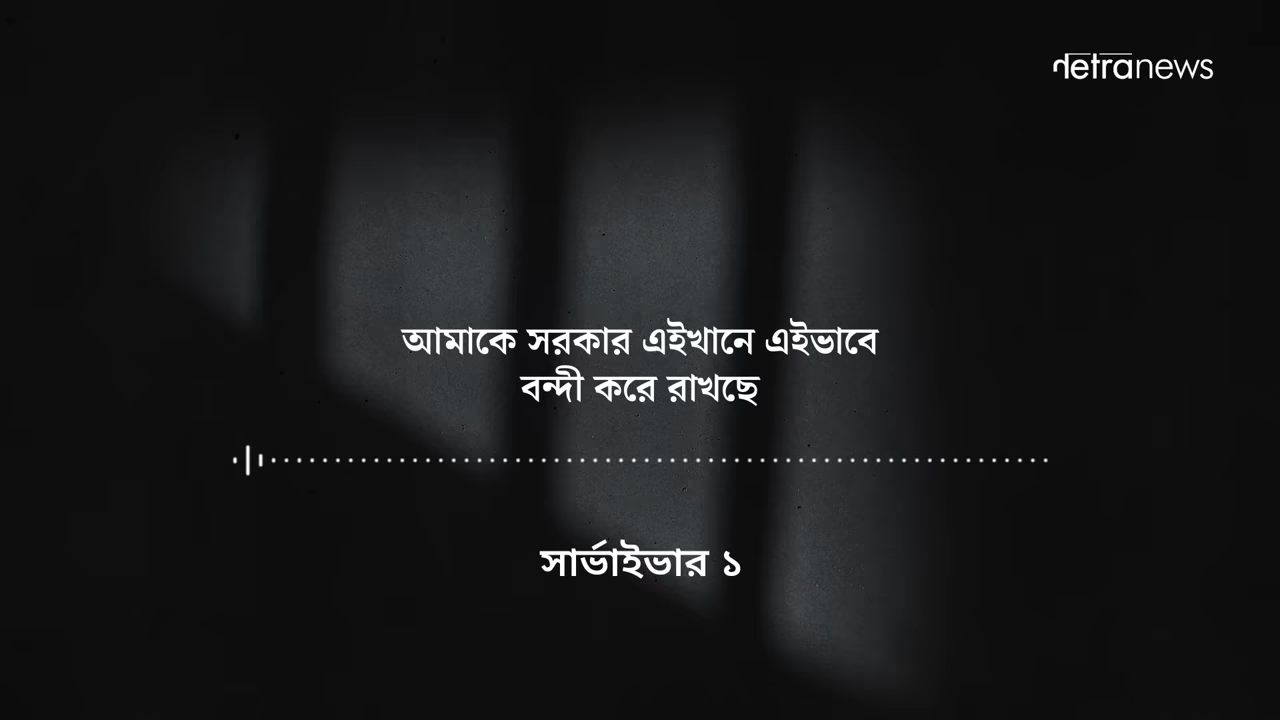 netranews
আমাকে সরকার এইখানে এইভাবে
বন্দী করে রাখছে
সার্ভাইভার ১